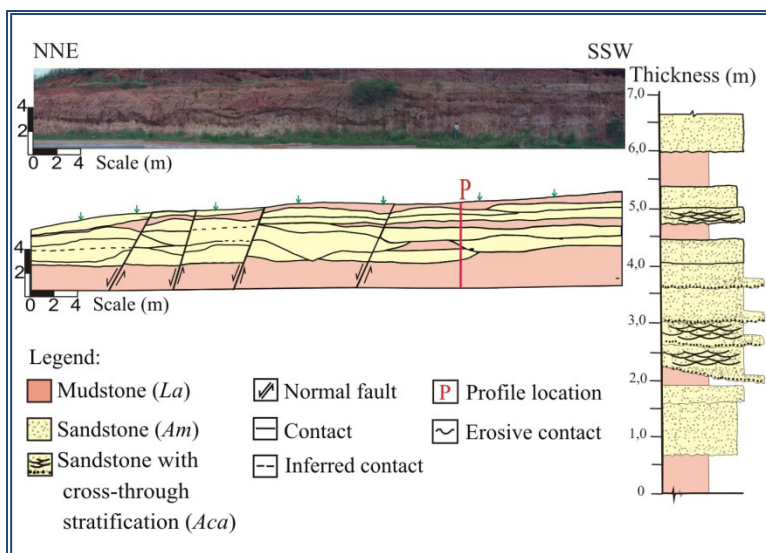 NNE
SSW
Thickness (m)
7,0
6,0
5,0
4,0
3,0
2,0
1,0
0
4
2
0 2 4
Scale (m)
P
4
2
0 2 4
Scale (m)
Legend:
Mudstone (La)
Sandstone (Am)
Sandstone with
cross-through
stratification (Aca)
Normal fault
Contact
Inferred contact
P Profile location
Erosive contact